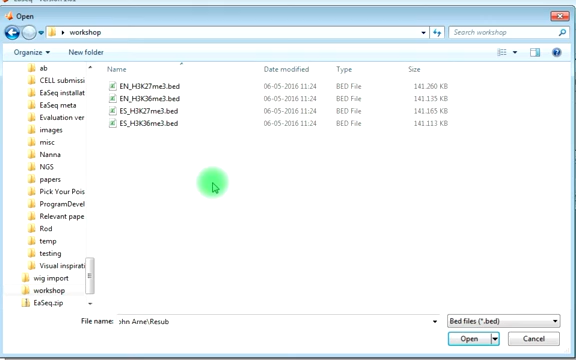 Open
workshop
Search workshop
Organize
New folder
Name
Date modified
Type
Size
ab
CELL submissi
EaSeq installat
EaSeq meta
Evaluation ver
images
misc
Nanna
NGS
papers
Pick Your Pois
ProgramDevel
Relevant pape
Rod
temp
testing
Visual inspirati
wig import
workshop
EaSeq.zip
EN_H3K27me3.bed 06-05-2016 11:24 BED File 141.260 KB
EN_H3K36me3.bed 06-05-2016 11:24 BED File 141.135 KB
ES_H3K27me3.bed 06-05-2016 11:24 BED File 141.165 KB
ES_H3K36me3.bed 06-05-2016 11:24 BED File 141.113 KB
File name: ohn Arne\Resub
Bed files (*.bed)
Open
Cancel